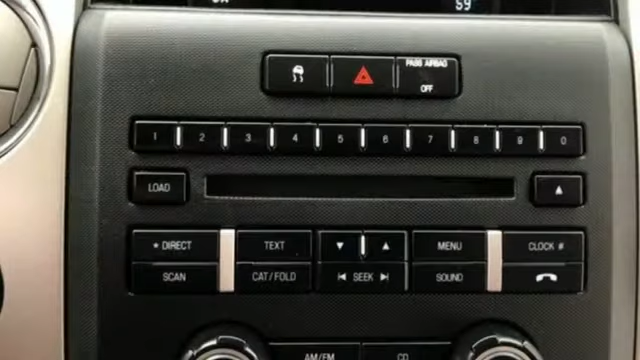 59
PASS AIRBAG
OFF
1 2 3 4 5 6 7 8 9 0
LOAD
* DIRECT TEXT MENU CLOCK #
SCAN CAT/FOLD SEEK SOUND
AM/FM CD